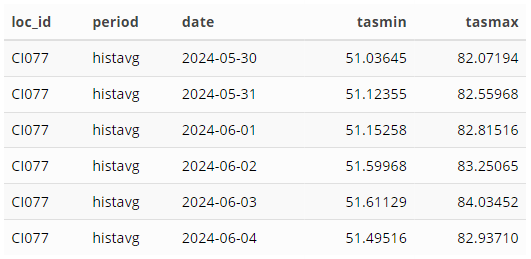 loc_id period date tasmin tasmax
CI077 histavg 2024-05-30 51.03645 82.07194
CI077 histavg 2024-05-31 51.12355 82.55968
CI077 histavg 2024-06-01 51.15258 82.81516
CI077 histavg 2024-06-02 51.59968 83.25065
CI077 histavg 2024-06-03 51.61129 84.03452
CI077 histavg 2024-06-04 51.49516 82.93710